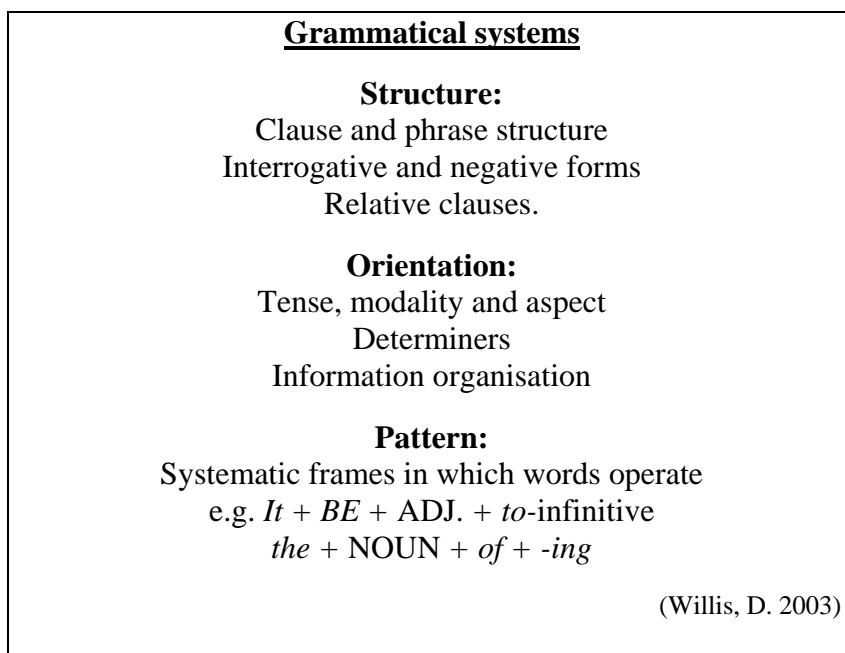 Grammatical systems
Structure:
Clause and phrase structure
Interrogative and negative forms
Relative clauses.
Orientation:
Tense, modality and aspect
Determiners
Information organisation
Pattern:
Systematic frames in which words operate
e.g. It + BE + ADJ. + to-infinitive
the + NOUN + of + -ing
(Willis, D. 2003)